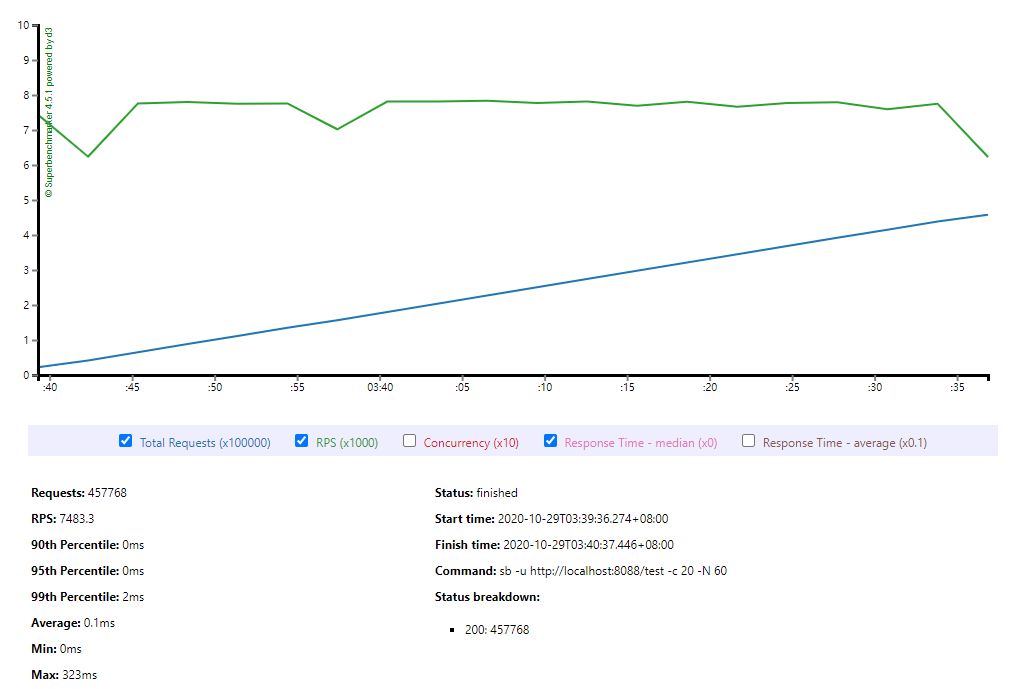 10
9
8
7
6
5
4
3
2
1
0
© Superbenchmarker 4.5.1 powered by d3
:40 :45 :50 :55 03:40 :05 :10 :15 :20 :25 :30 :35
Total Requests (x100000) RPS (x1000) Concurrency (x10) Response Time - median (x0) Response Time - average (x0.1)
Requests: 457768
RPS: 7483.3
90th Percentile: 0ms
95th Percentile: 0ms
99th Percentile: 2ms
Average: 0.1ms
Min: 0ms
Max: 323ms
Status: finished
Start time: 2020-10-29T03:39:36.274+08:00
Finish time: 2020-10-29T03:40:37.446+08:00
Command: sb -u http://localhost:8088/test -c 20 -N 60
Status breakdown:
200: 457768